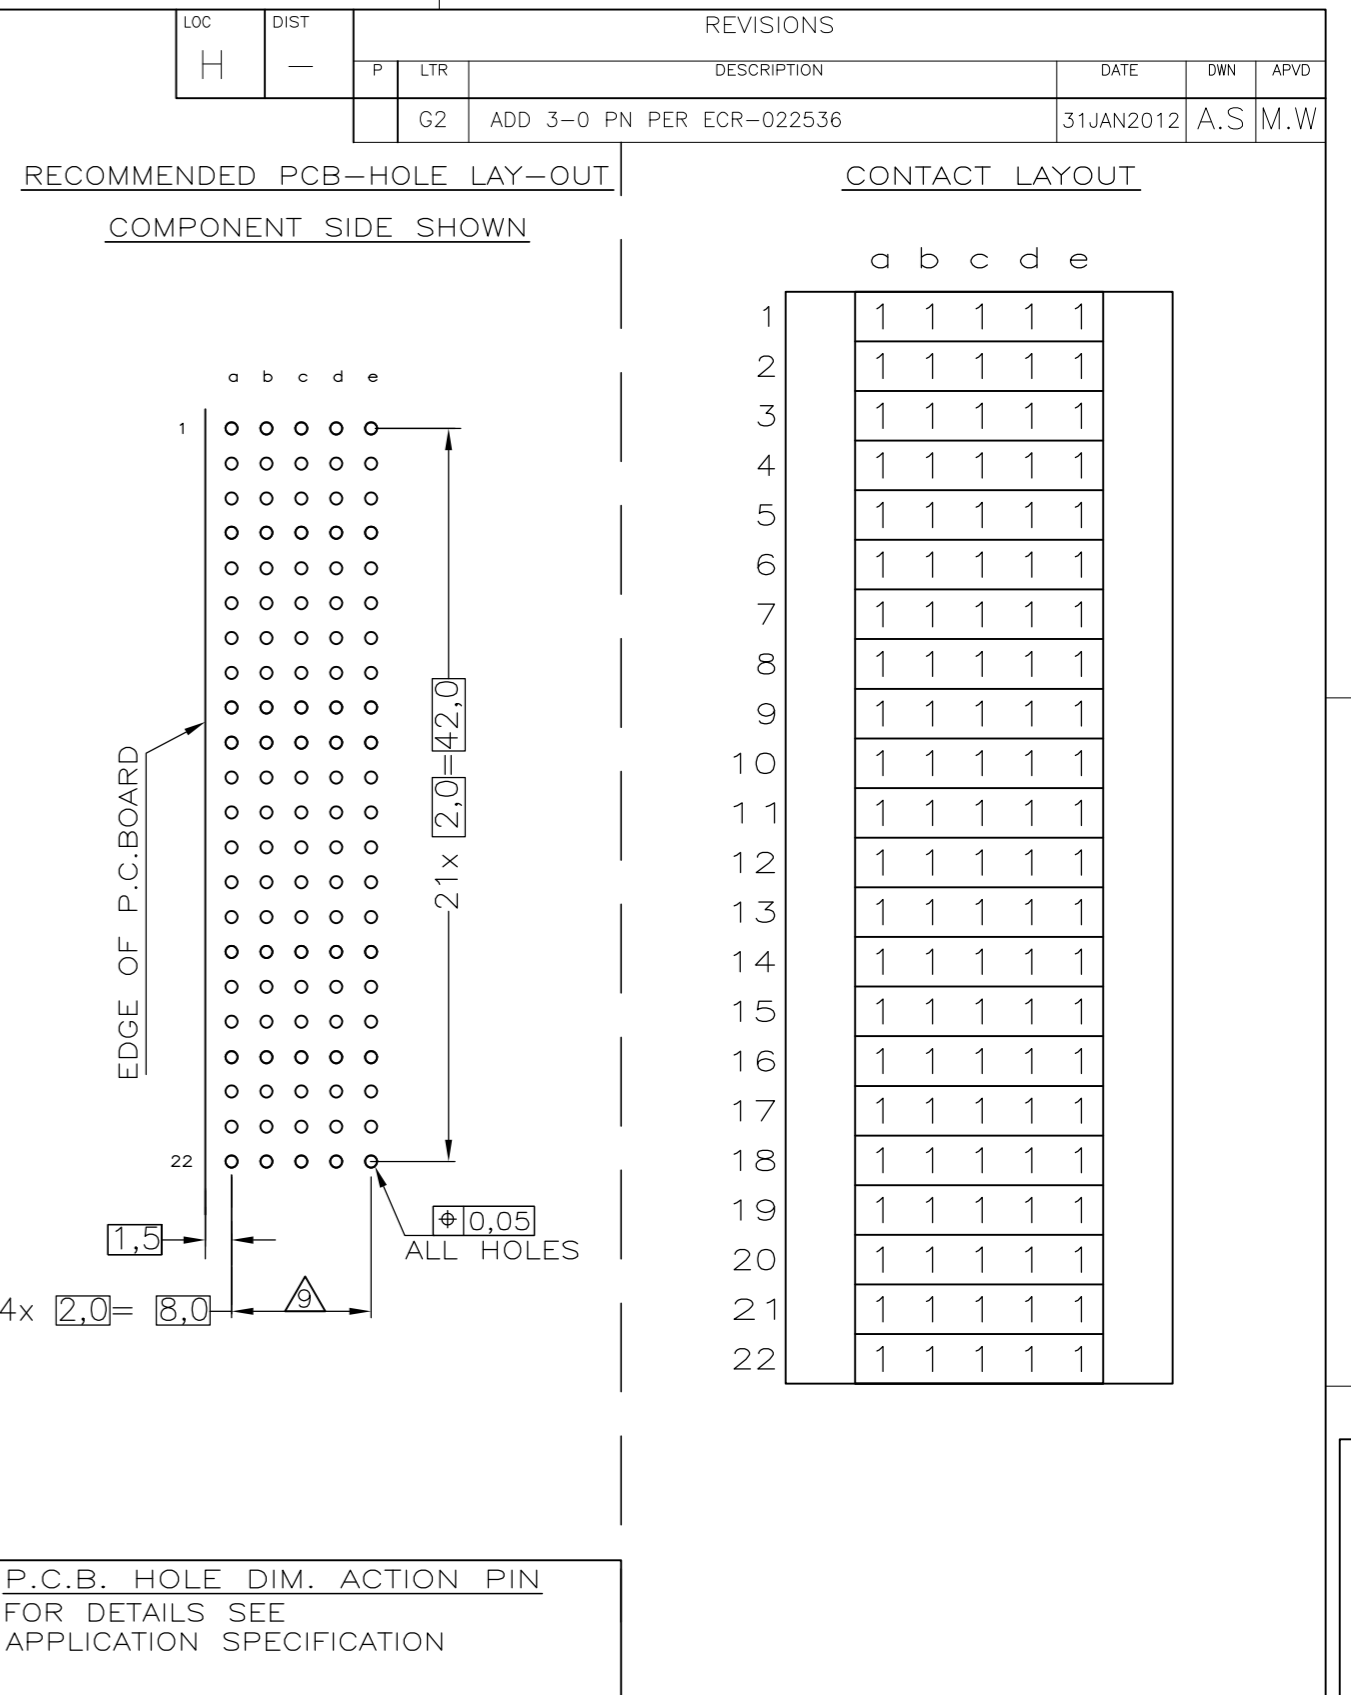 LOC DIST REVISIONS
H —
P LTR DESCRIPTION DATE DWN APVD
G2 ADD 3-0 PN PER ECR-022536 31JAN2012 A.S M.W
RECOMMENDED PCB-HOLE LAY-OUT
COMPONENT SIDE SHOWN
a b c d e
1
22
EDGE OF P.C.BOARD
21x 2,0=42,0
1,5
⌖ 0,05
ALL HOLES
4x 2,0= 8,0
9
P.C.B. HOLE DIM. ACTION PIN
FOR DETAILS SEE
APPLICATION SPECIFICATION
CONTACT LAYOUT
a b c d e
1 1 1 1 1 1
2 1 1 1 1 1
3 1 1 1 1 1
4 1 1 1 1 1
5 1 1 1 1 1
6 1 1 1 1 1
7 1 1 1 1 1
8 1 1 1 1 1
9 1 1 1 1 1
10 1 1 1 1 1
11 1 1 1 1 1
12 1 1 1 1 1
13 1 1 1 1 1
14 1 1 1 1 1
15 1 1 1 1 1
16 1 1 1 1 1
17 1 1 1 1 1
18 1 1 1 1 1
19 1 1 1 1 1
20 1 1 1 1 1
21 1 1 1 1 1
22 1 1 1 1 1